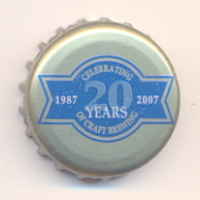 CELEBRATING
20
1987 YEARS 2007
OF CRAFT BREWING